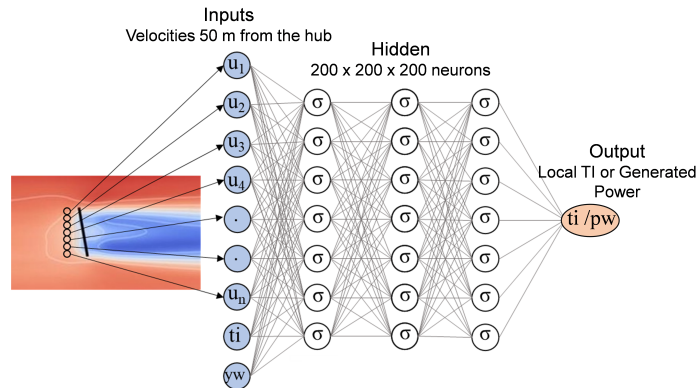 Inputs
Velocities 50 m from the hub
Hidden
200 x 200 x 200 neurons
u1
u2
u3
u4
.
.
un
ti
yw
σ σ σ
σ σ σ
σ σ σ
σ σ σ
σ σ σ
σ σ σ
σ σ σ
Output
Local TI or Generated
Power
ti /pw